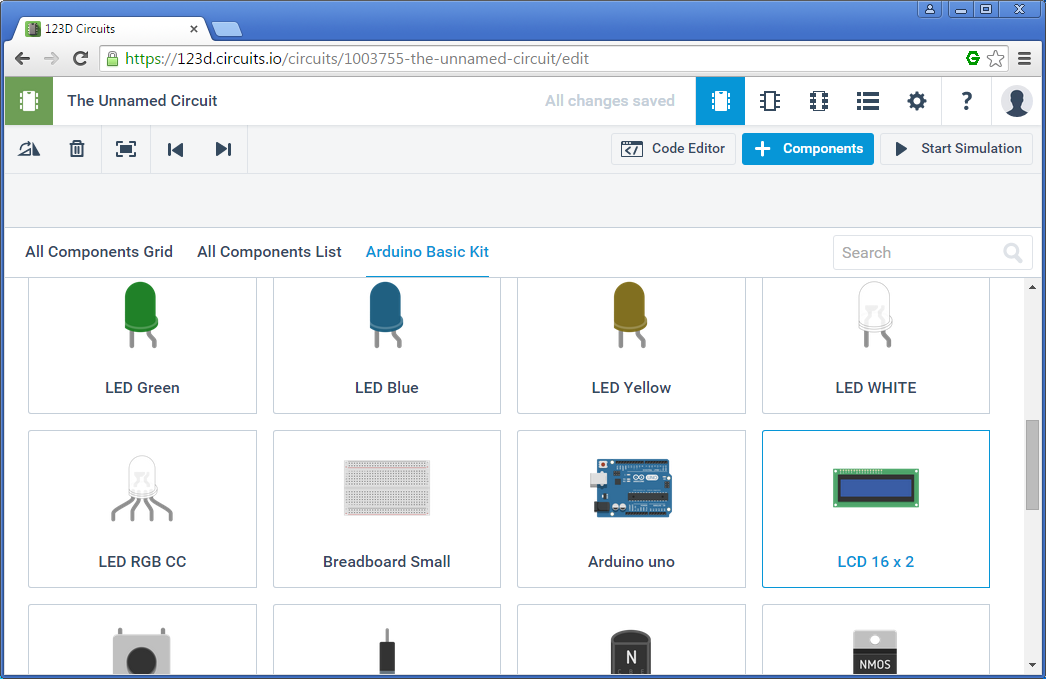 123D Circuits
https://123d.circuits.io/circuits/1003755-the-unnamed-circuit/edit
The Unnamed Circuit
All changes saved
?
Code Editor
Components
Start Simulation
All Components Grid
All Components List
Arduino Basic Kit
Search
LED Green
LED Blue
LED Yellow
LED WHITE
LED RGB CC
Breadboard Small
Arduino uno
LCD 16 x 2
N
NMOS